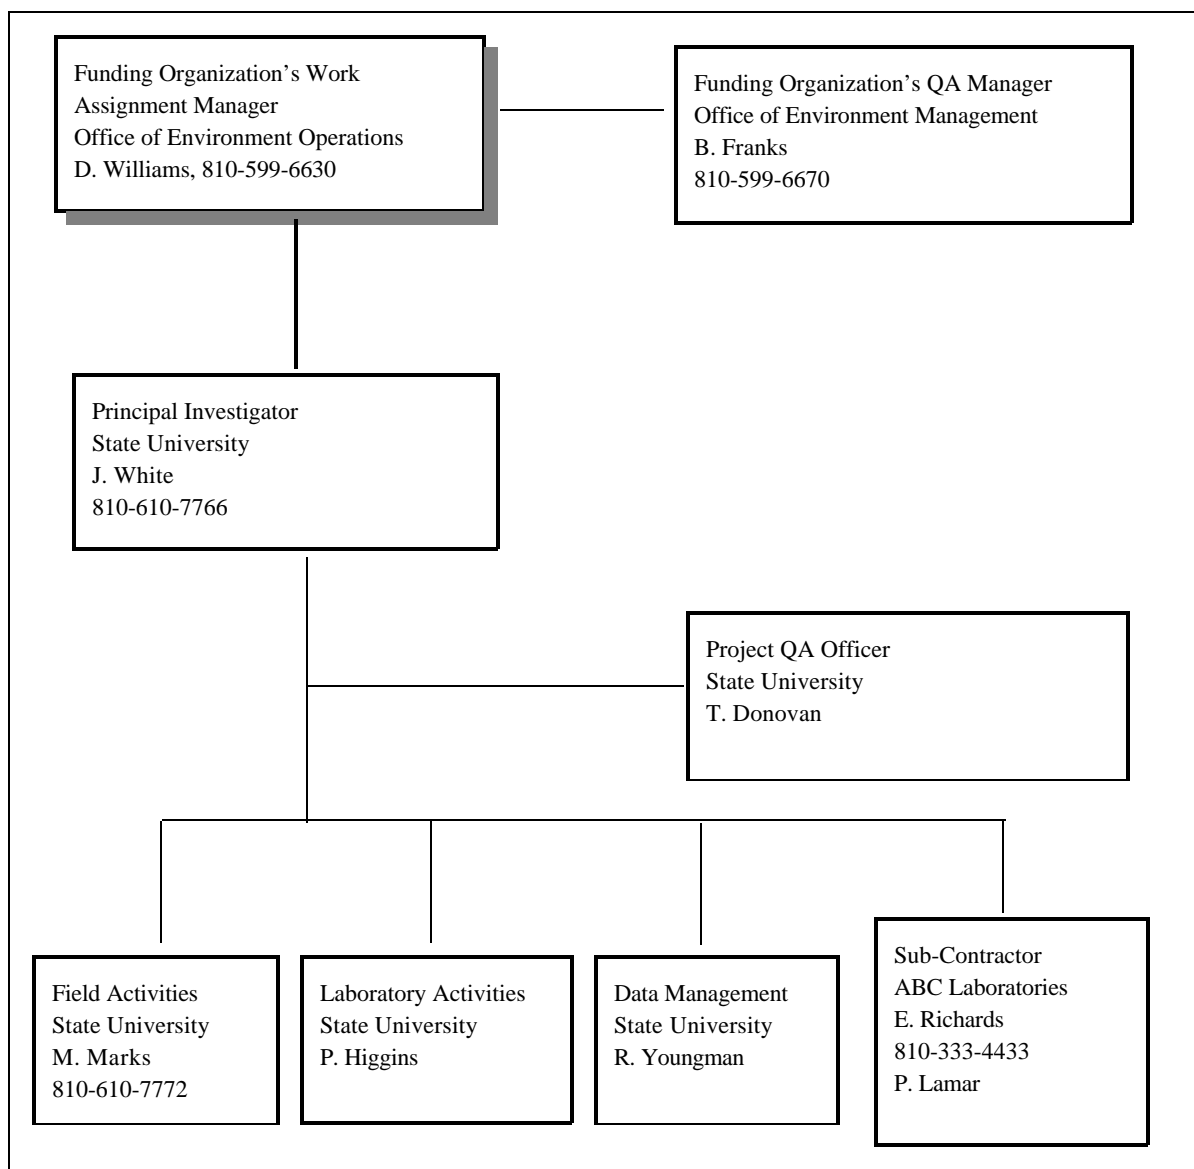 Funding Organization’s Work
Assignment Manager
Office of Environment Operations
D. Williams, 810-599-6630
Funding Organization’s QA Manager
Office of Environment Management
B. Franks
810-599-6670
Principal Investigator
State University
J. White
810-610-7766
Project QA Officer
State University
T. Donovan
Field Activities
State University
M. Marks
810-610-7772
Laboratory Activities
State University
P. Higgins
Data Management
State University
R. Youngman
Sub-Contractor
ABC Laboratories
E. Richards
810-333-4433
P. Lamar